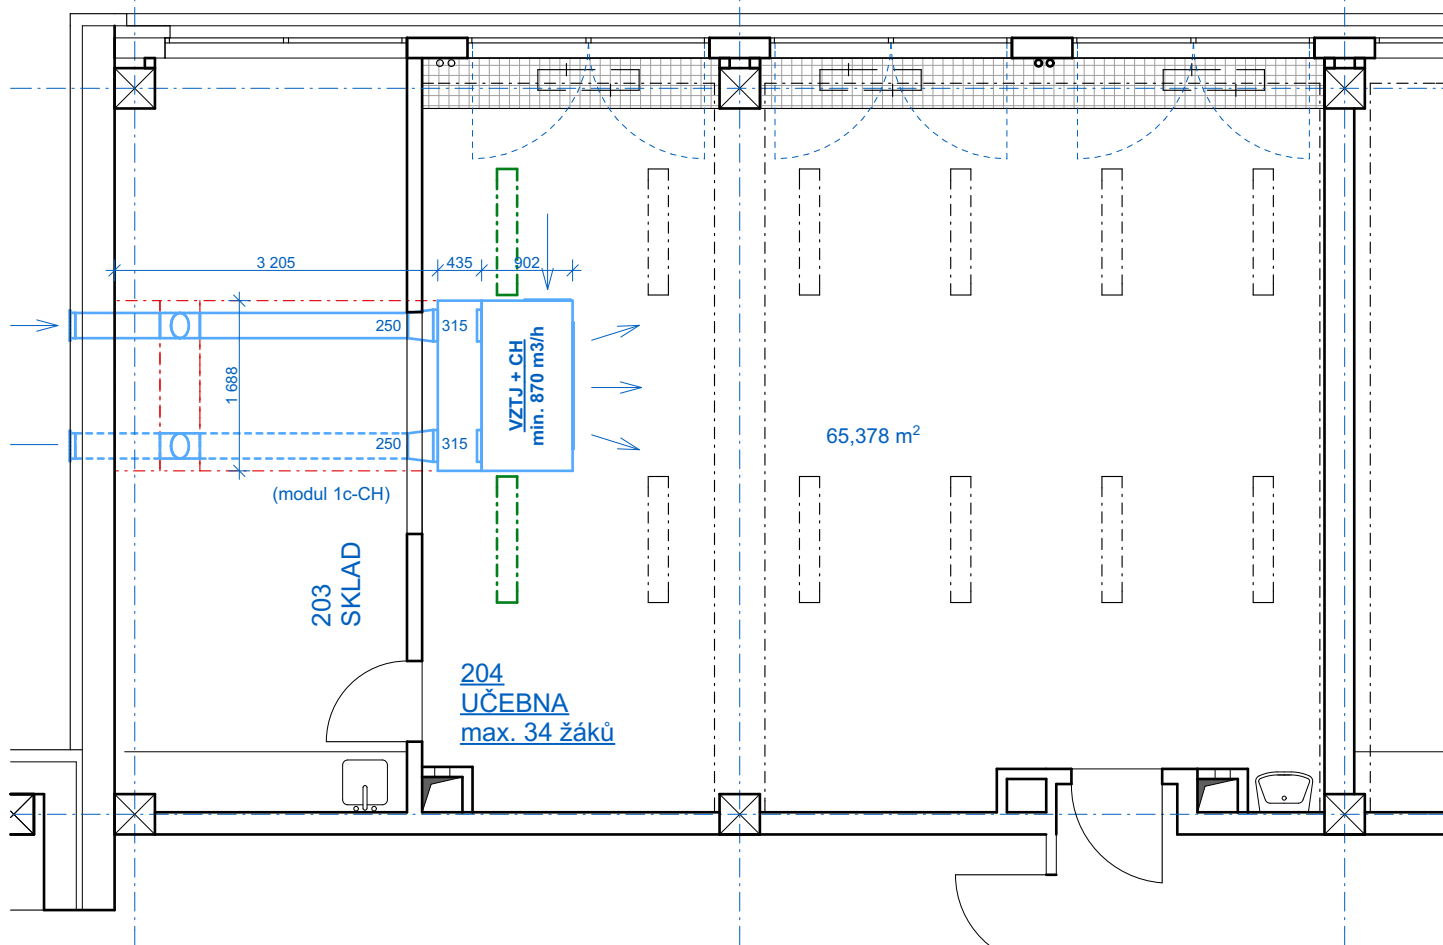 3 205
435
902
250
315
1 688
VZTJ + CH
min. 870 m3/h
250
315
65,378 m²
(modul 1c-CH)
203
SKLAD
204
UČEBNA
max. 34 žáků